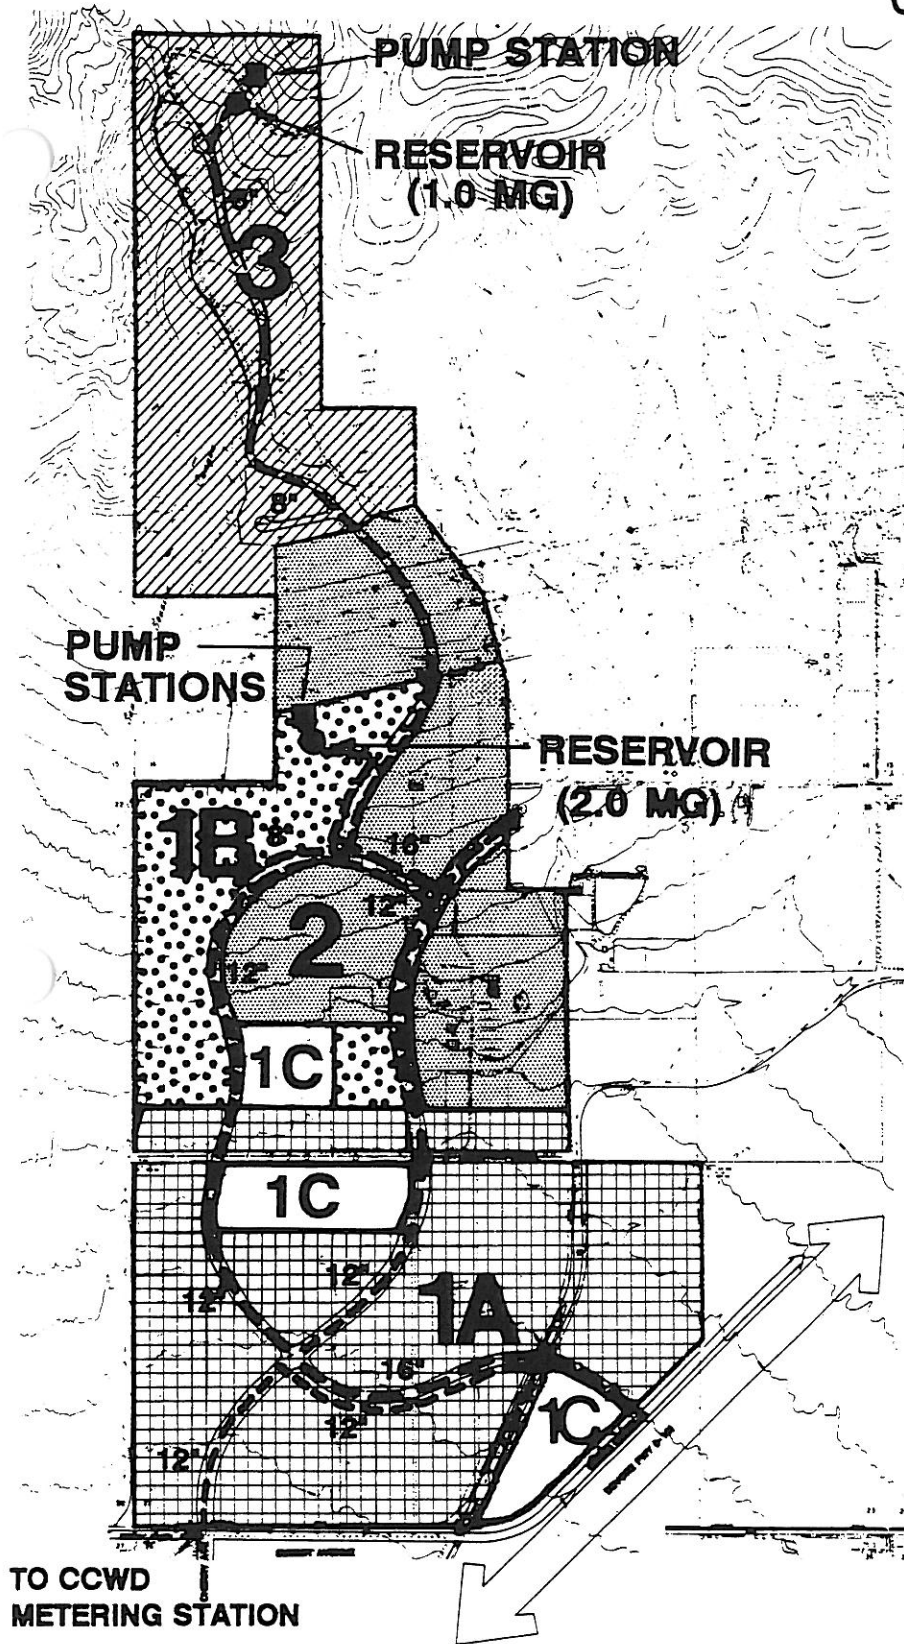 PUMP STATION
RESERVOIR
(1.0 MG)
3
8"
PUMP
STATIONS
RESERVOIR
(2.0 MG)
1B
8"
16"
12"
2
12"
1C
1C
12"
12"
1A
16"
12"
1C
12"
TO CCWD
METERING STATION